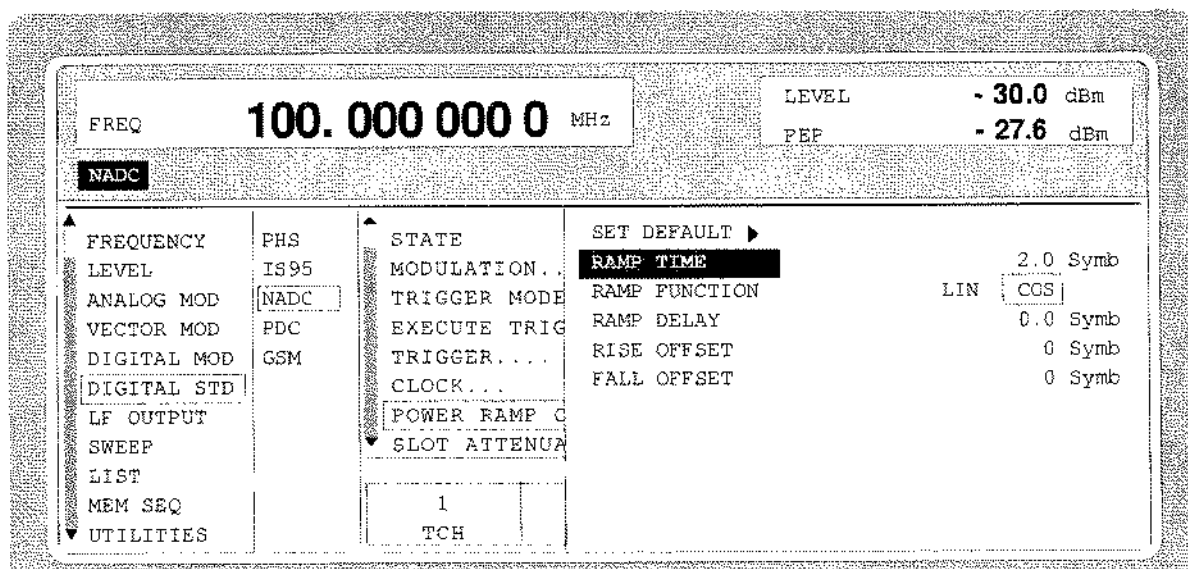 FREQ 100. 000 000 0 MHz
LEVEL - 30.0 dBm
PEP - 27.6 dBm
NADC
FREQUENCY
LEVEL
ANALOG MOD
VECTOR MOD
DIGITAL MOD
DIGITAL STD
LF OUTPUT
SWEEP
LIST
MEM SEQ
UTILITIES
PHS
IS95
NADC
PDC
GSM
STATE
MODULATION..
TRIGGER MODE
EXECUTE TRIG
TRIGGER....
CLOCK...
POWER RAMP C
SLOT ATTENUA
1
TCH
SET DEFAULT ▶
RAMP TIME 2.0 Symb
RAMP FUNCTION LIN COS
RAMP DELAY 0.0 Symb
RISE OFFSET 0 Symb
FALL OFFSET 0 Symb